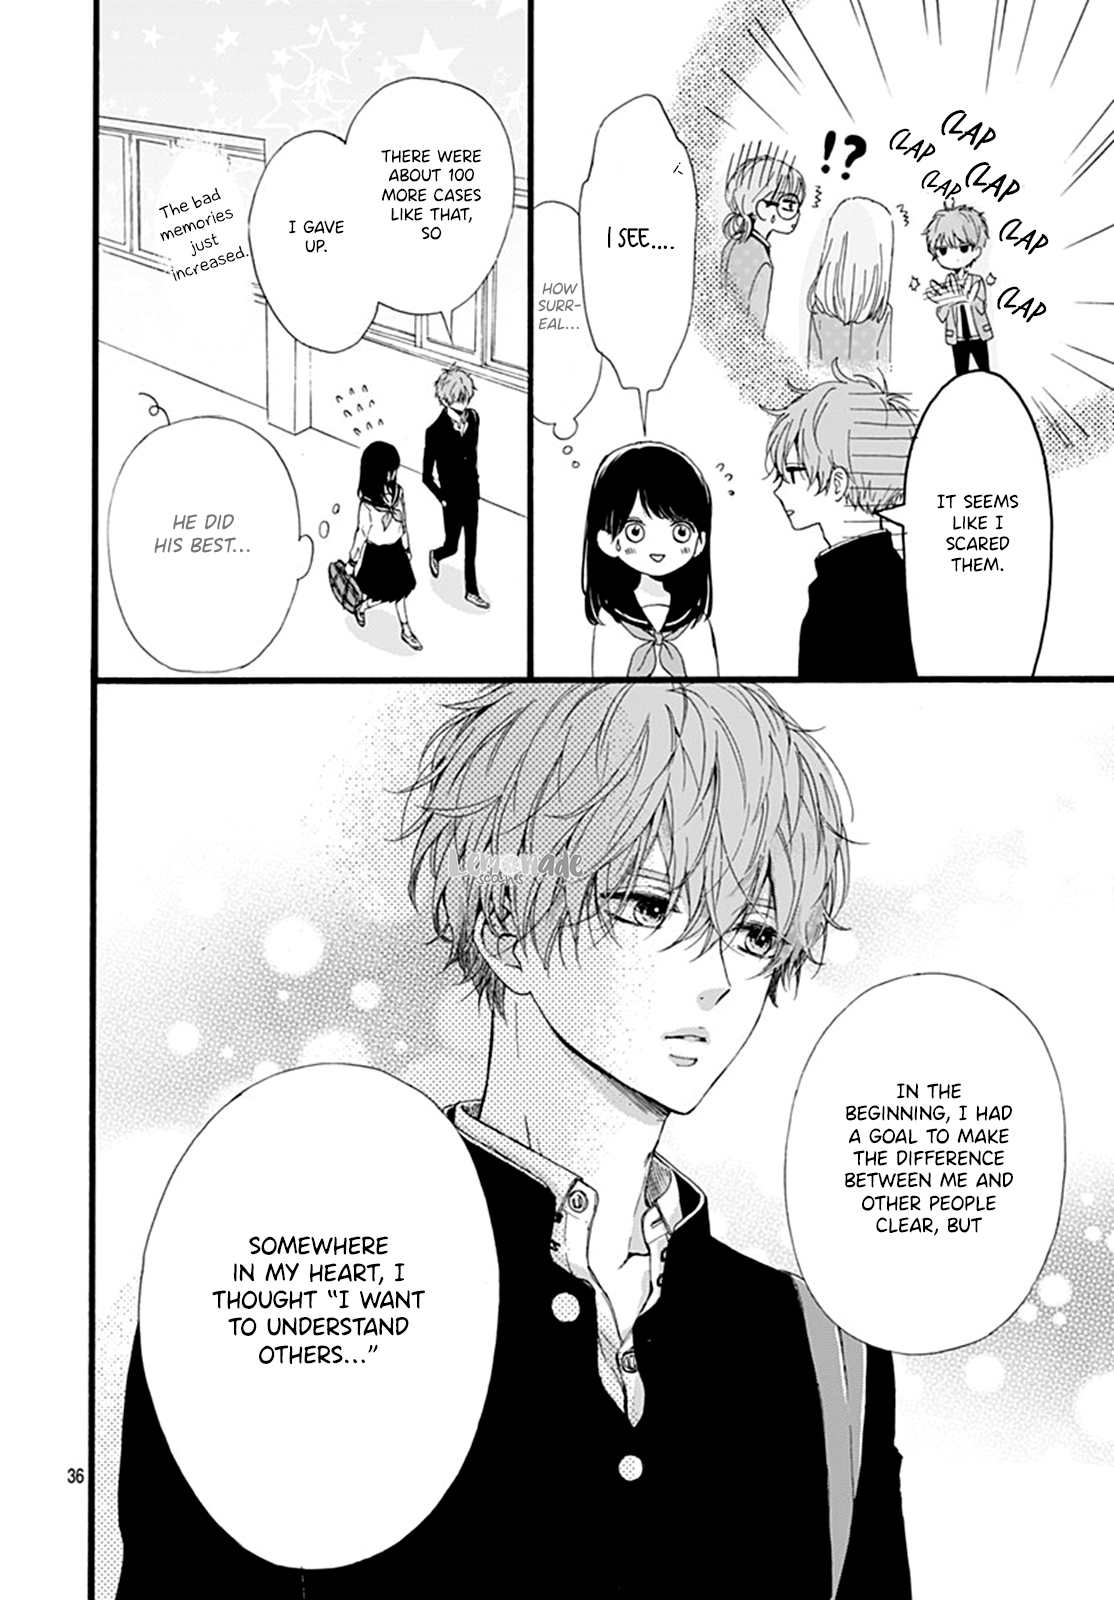 CLAP
CLAP
CLAP
CLAP
CLAP
CLAP
!?
IT SEEMS
LIKE I
SCARED
THEM.
I SEE....
HOW
SURR-
EAL...
THERE WERE
ABOUT 100
MORE CASES
LIKE THAT,
SO
I GAVE
UP.
The bad
memories
just
increased.
HE DID
HIS BEST...
IN THE
BEGINNING, I HAD
A GOAL TO MAKE
THE DIFFERENCE
BETWEEN ME AND
OTHER PEOPLE
CLEAR, BUT
SOMEWHERE
IN MY HEART, I
THOUGHT “I WANT
TO UNDERSTAND
OTHERS...”
Lemonade
scans
36